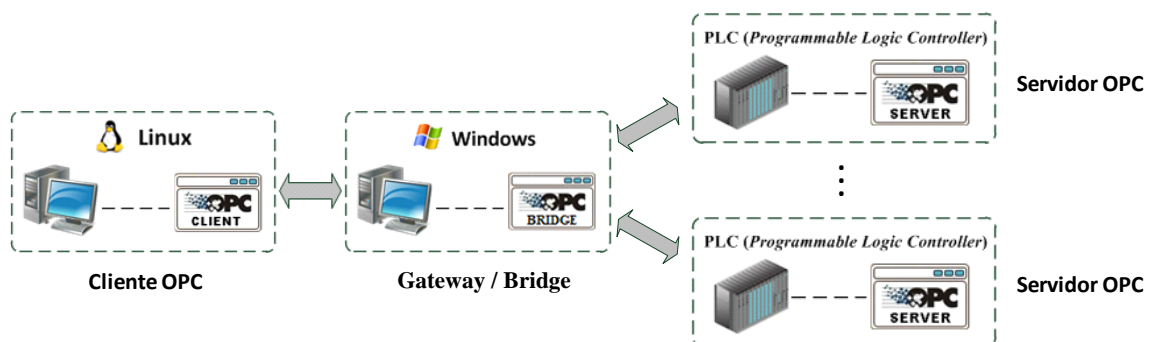 Linux
OPC
CLIENT
Cliente OPC
Windows
OPC
BRIDGE
Gateway / Bridge
PLC (Programmable Logic Controller)
OPC
SERVER
Servidor OPC
⋮
PLC (Programmable Logic Controller)
OPC
SERVER
Servidor OPC